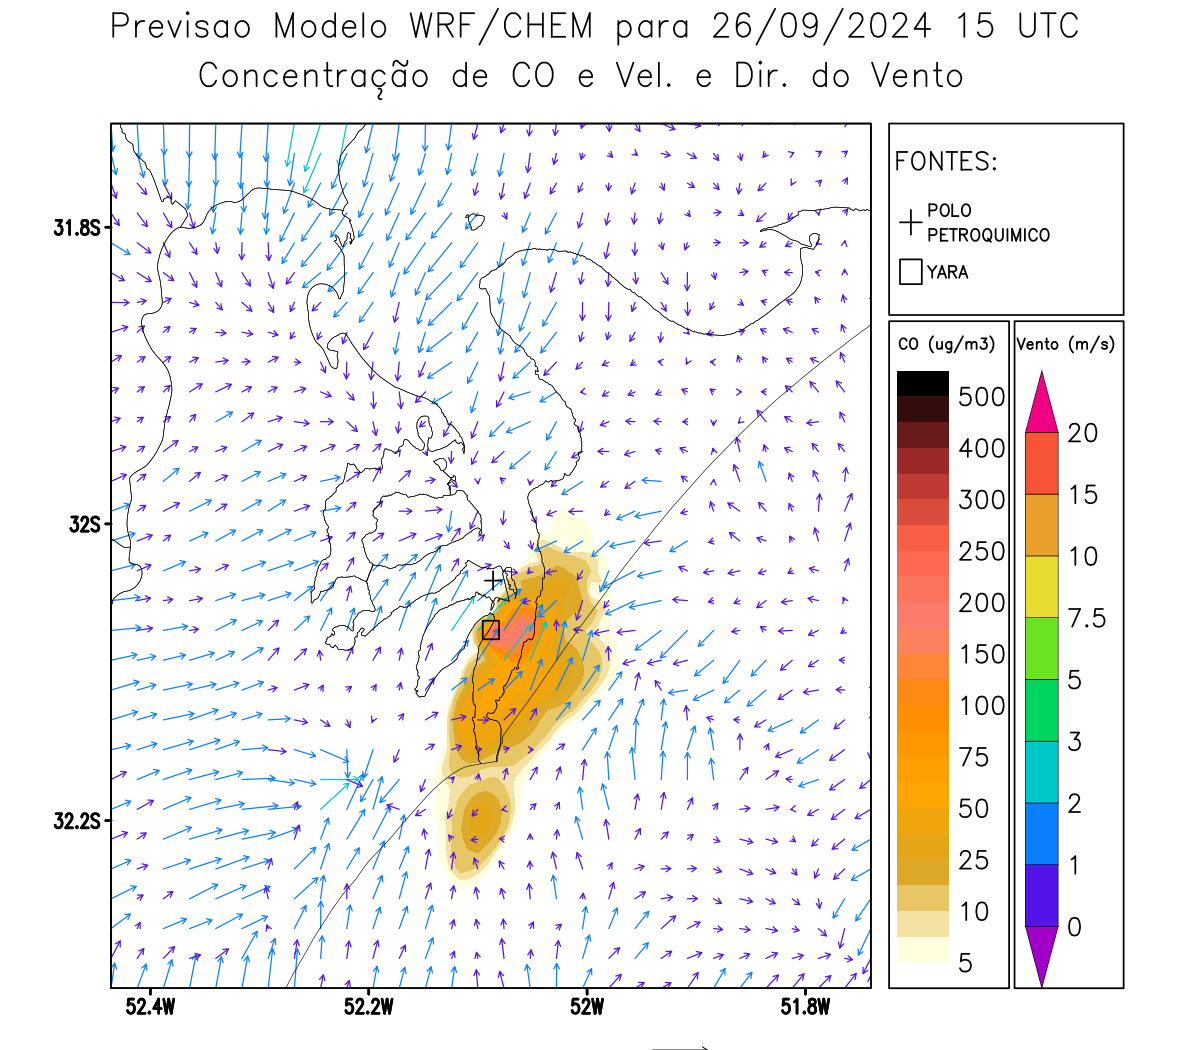 Previsao Modelo WRF/CHEM para 26/09/2024 15 UTC
Concentração de CO e Vel. e Dir. do Vento
FONTES:
POLO
PETROQUIMICO
YARA
CO (ug/m3)
500
400
300
250
200
150
100
75
50
25
10
5
Vento (m/s)
20
15
10
7.5
5
3
2
1
0
31.8S
32S
32.2S
52.4W
52.2W
52W
51.8W